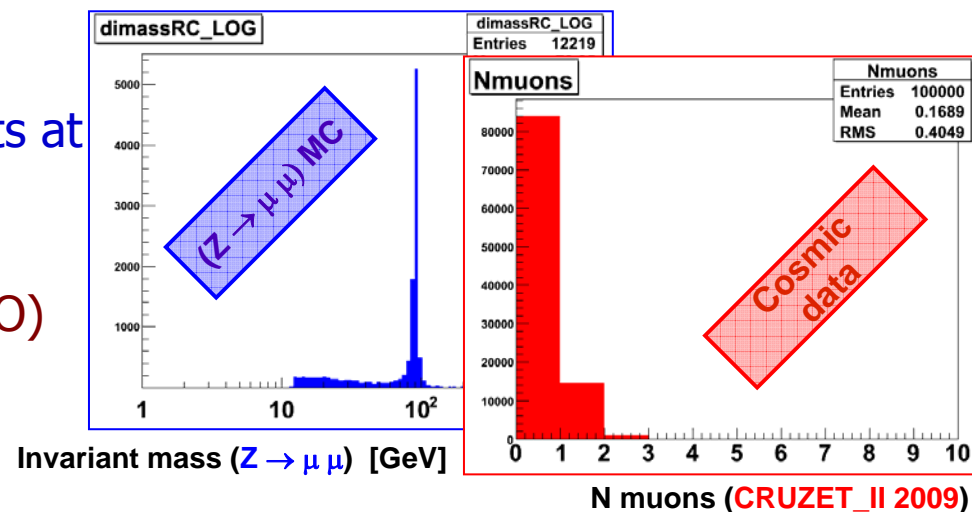 dimassRC_LOG
dimassRC_LOG
Entries 12219
5000
4000
3000
2000
1000
1 10 10²
(Z → μ μ) MC
Invariant mass (Z → μ μ) [GeV]
ts at
O)
Nmuons
Nmuons
Entries 100000
Mean 0.1689
RMS 0.4049
80000
70000
60000
50000
40000
30000
20000
10000
0
0 1 2 3 4 5 6 7 8 9 10
Cosmic
data
N muons (CRUZET_II 2009)